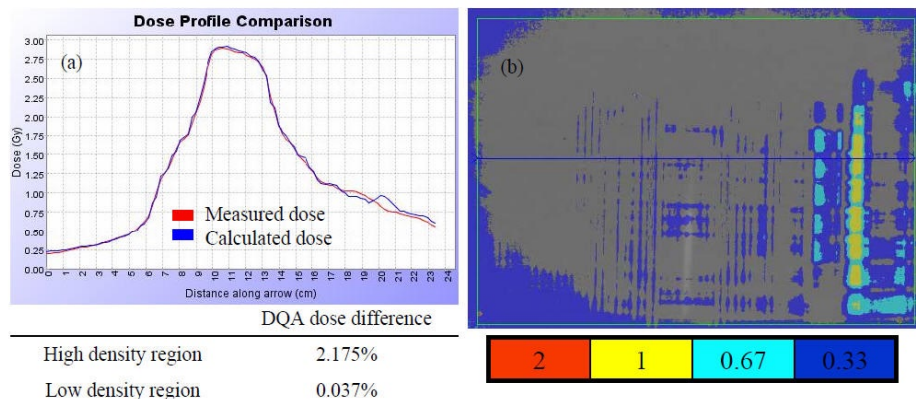 Dose Profile Comparison
(a)
3.00
2.75
2.50
2.25
2.00
1.75
1.50
1.25
1.00
0.75
0.50
0.25
0.00
Dose (Gy)
Measured dose
Calculated dose
0 1 2 3 4 5 6 7 8 9 10 11 12 13 14 15 16 17 18 19 20 21 22 23 24
Distance along arrow (cm)
DQA dose difference
High density region 2.175%
Low density region 0.037%
(b)
2 1 0.67 0.33